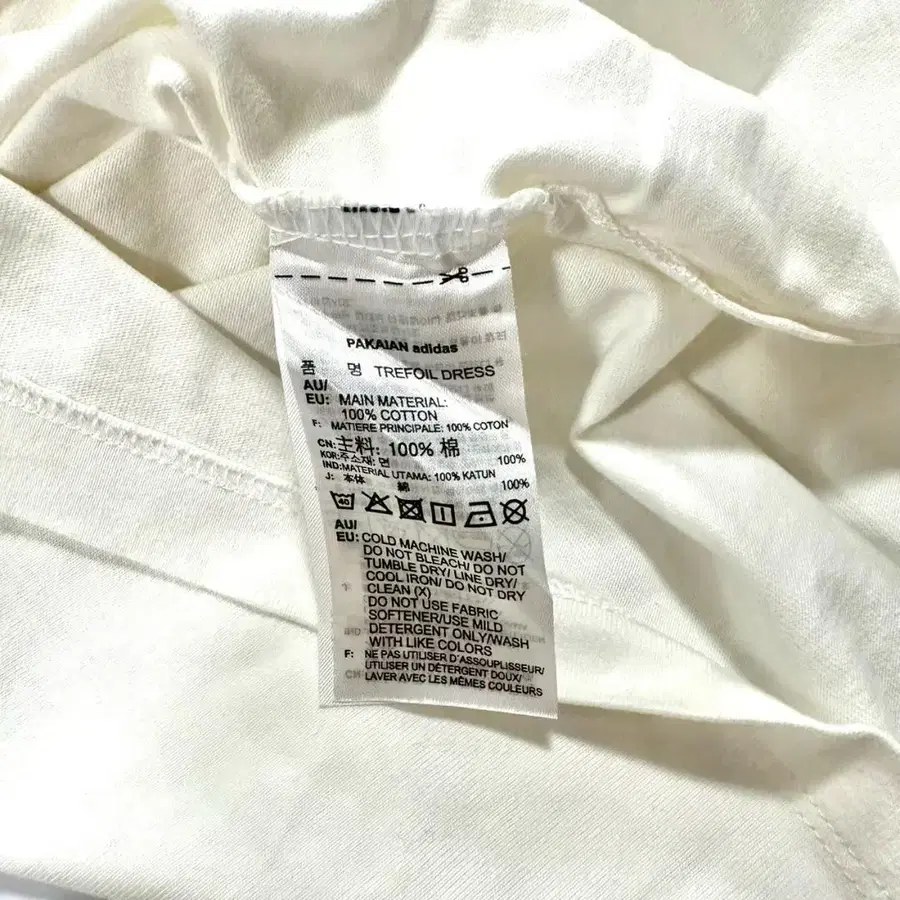 PAKAIAN adidas
품 명 TREFOIL DRESS
AU/
EU: MAIN MATERIAL:
100% COTTON
F: MATIERE PRINCIPALE: 100% COTON
CN: 主料: 100% 棉
KOR: 주소재: 면 100%
IND: MATERIAL UTAMA: 100% KATUN
J: 本体 綿 100%
40
AU/
EU: COLD MACHINE WASH/
DO NOT BLEACH/ DO NOT
TUMBLE DRY/ LINE DRY/
COOL IRON/ DO NOT DRY
CLEAN (X)
DO NOT USE FABRIC
SOFTENER/USE MILD
DETERGENT ONLY/WASH
WITH LIKE COLORS
F: NE PAS UTILISER D'ASSOUPLISSEUR/
UTILISER UN DÉTERGENT DOUX/
LAVER AVEC LES MÊMES COULEURS